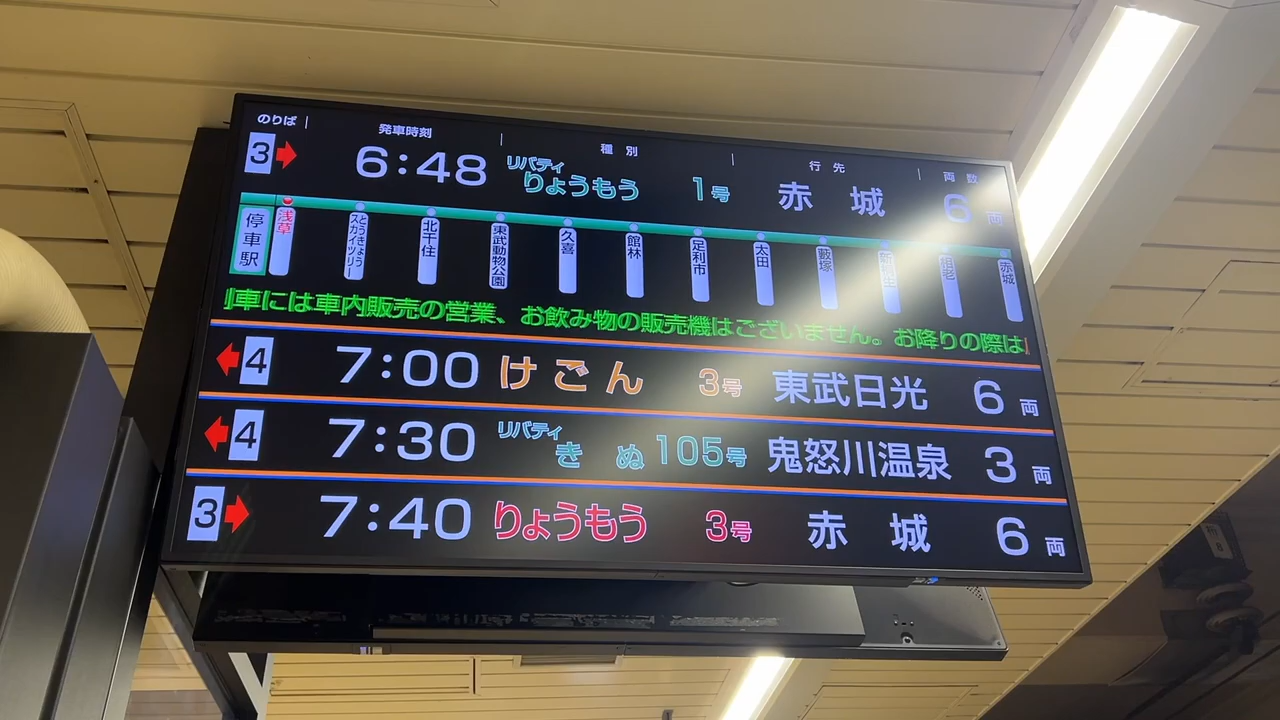 のりば 発車時刻 種別 行先 両数
3 6:48 リバティ りょうもう 1号 赤城 6両
停車駅 浅草 とうきょうスカイツリー 北千住 東武動物公園 久喜 館林 足利市 太田 藪塚 新桐生 相老 赤城
車には車内販売の営業、お飲み物の販売機はございません。お降りの際は
4 7:00 けごん 3号 東武日光 6両
4 7:30 リバティ きぬ 105号 鬼怒川温泉 3両
3 7:40 りょうもう 3号 赤城 6両